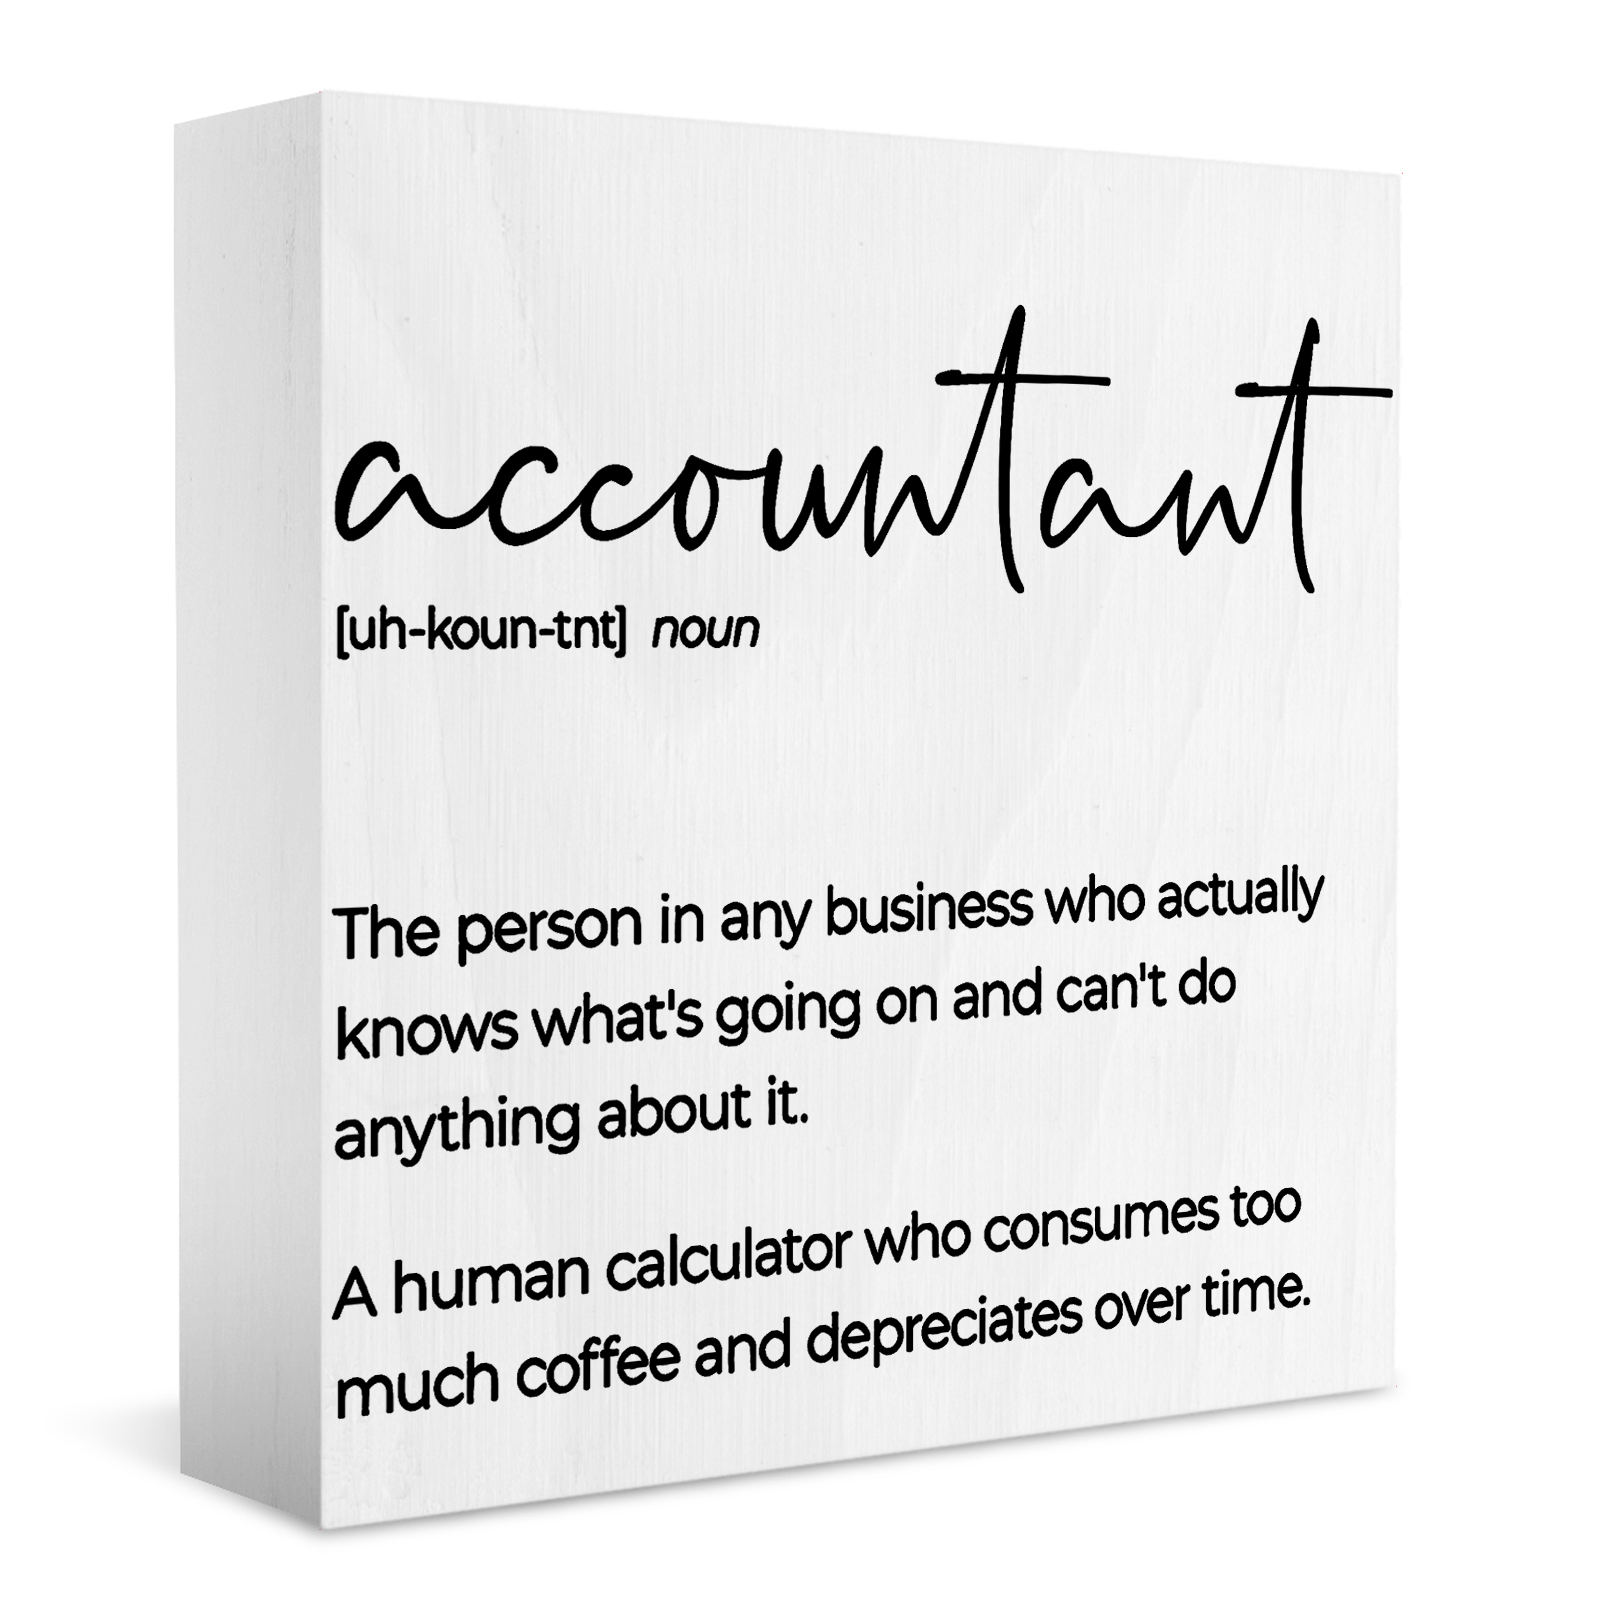 accountant
[uh-koun-tnt] noun
The person in any business who actually
knows what's going on and can't do
anything about it.
A human calculator who consumes too
much coffee and depreciates over time.